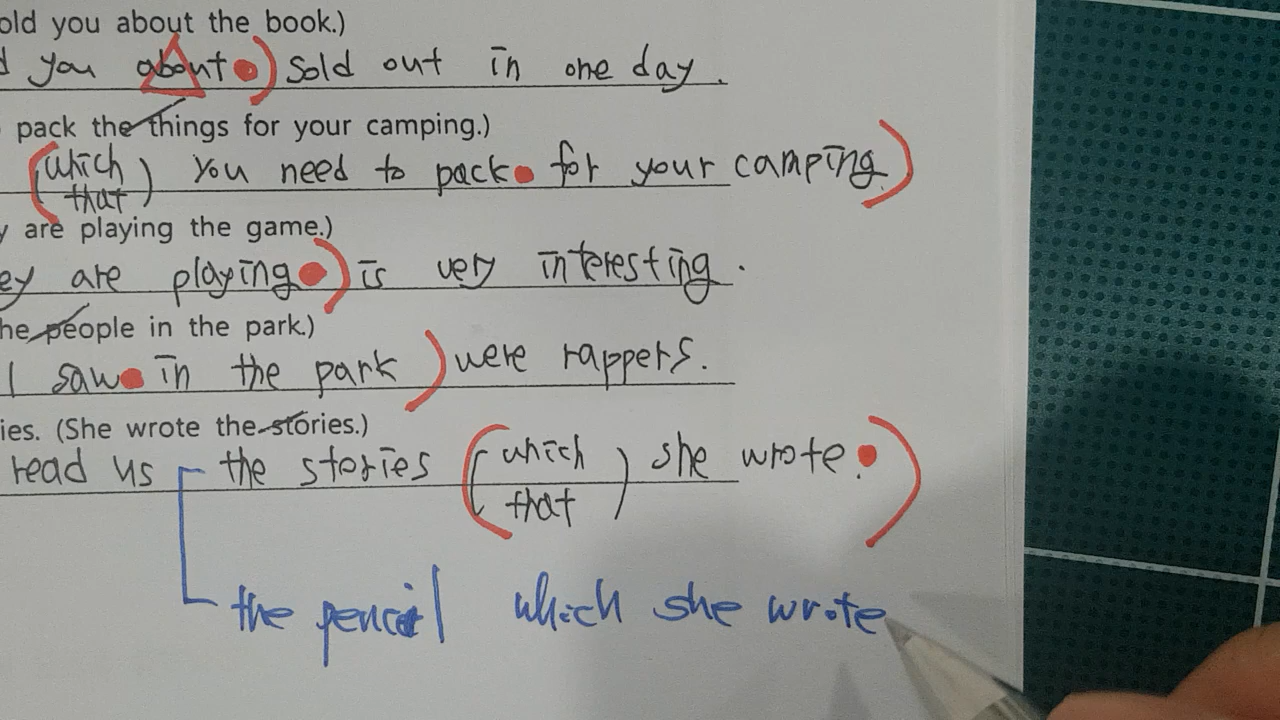 old you about the book.)
d you about sold out in one day.
pack the things for your camping.)
(which that) you need to pack for your camping.
y are playing the game.)
ey are playing is very interesting.
he people in the park.)
I saw in the park were rappers.
ies. (She wrote the stories.)
read us the stories (which that) she wrote.
the pencil which she wrote